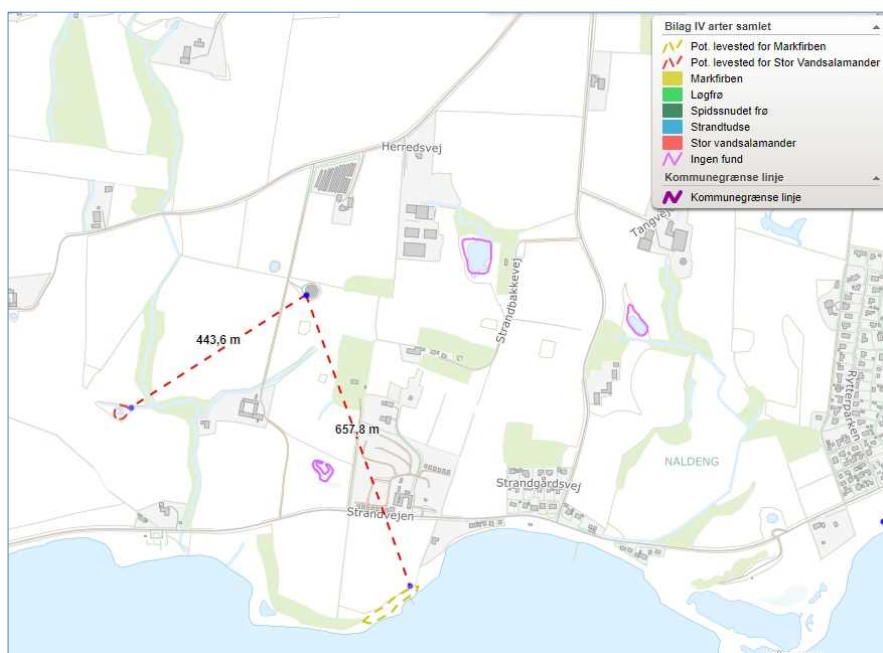 Bilag IV arter samlet
Pot. levested for Markfirben
Pot. levested for Stor Vandsalamander
Markfirben
Løgfrø
Spidssnudet frø
Strandtudse
Stor vandsalamander
Ingen fund
Kommunegrænse linje
Kommunegrænse linje
Herredsvej
Tangvej
Strandbakkevej
443,6 m
657,8 m
Rytterparken
NALDENG
Strandgårdsvej
Strandvejen